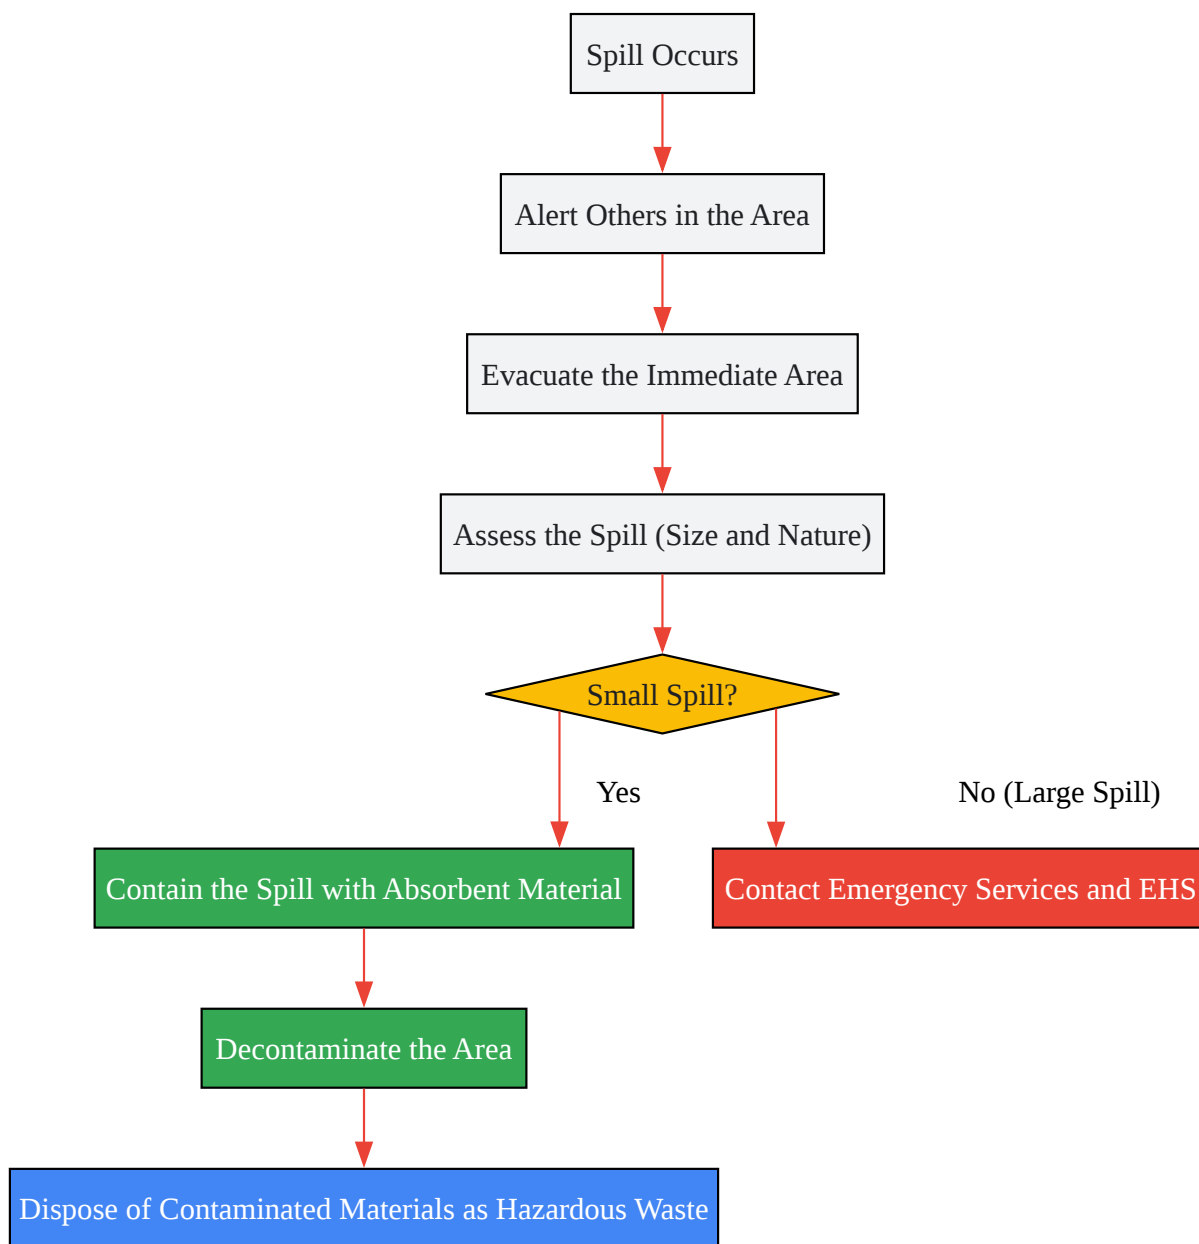 Spill Occurs
Alert Others in the Area
Evacuate the Immediate Area
Assess the Spill (Size and Nature)
Small Spill?
Yes
No (Large Spill)
Contain the Spill with Absorbent Material
Contact Emergency Services and EHS
Decontaminate the Area
Dispose of Contaminated Materials as Hazardous Waste